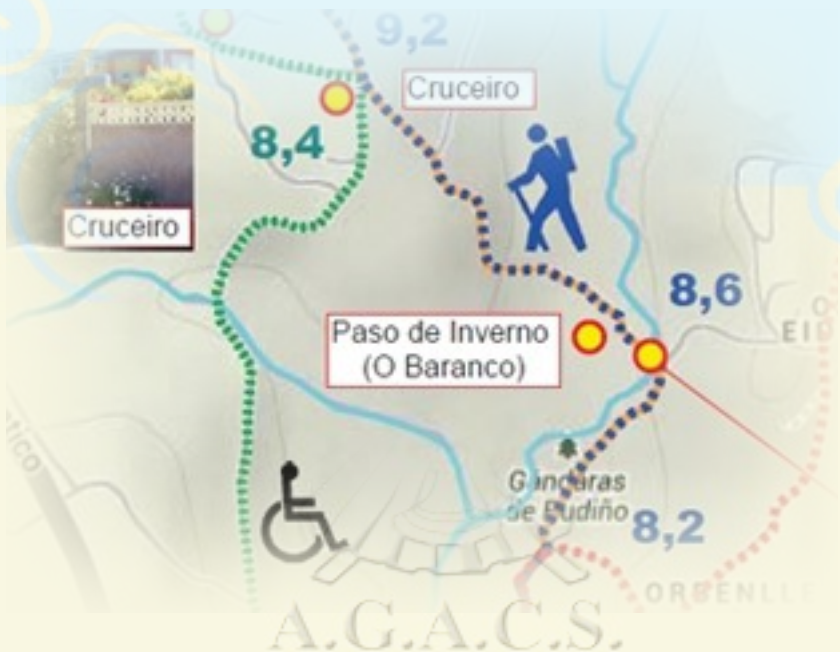 9,2
Cruceiro
8,4
Cruceiro
8,6
Paso de Inverno
(O Baranco)
Gándaras
de Budiño
8,2
A.G.A.C.S.